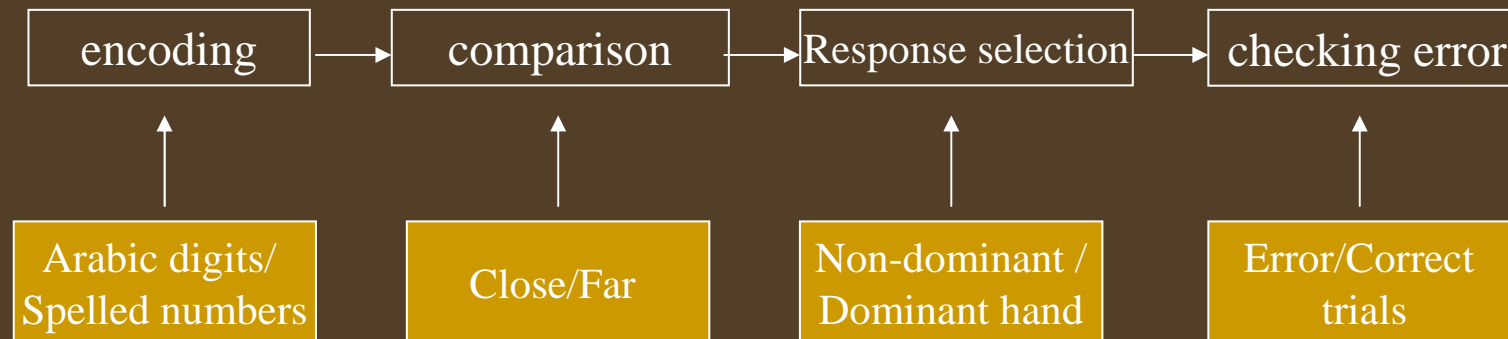 encoding
comparison
Response selection
checking error
Arabic digits/
Spelled numbers
Close/Far
Non-dominant /
Dominant hand
Error/Correct
trials